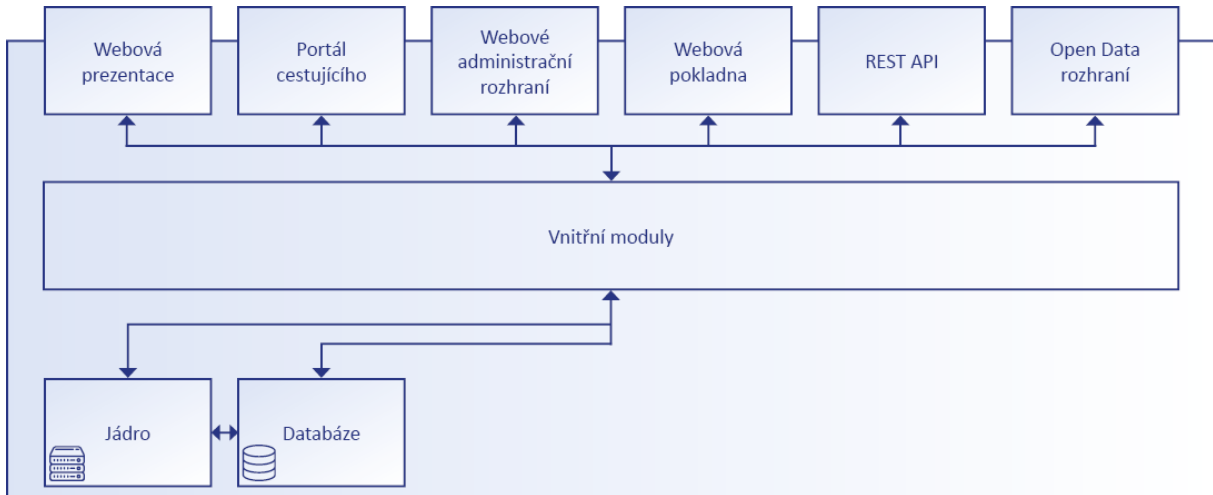 Webová
prezentace
Portál
cestujícího
Webové
administrační
rozhraní
Webová
pokladna
REST API
Open Data
rozhraní
Vnitřní moduly
Jádro
Databáze